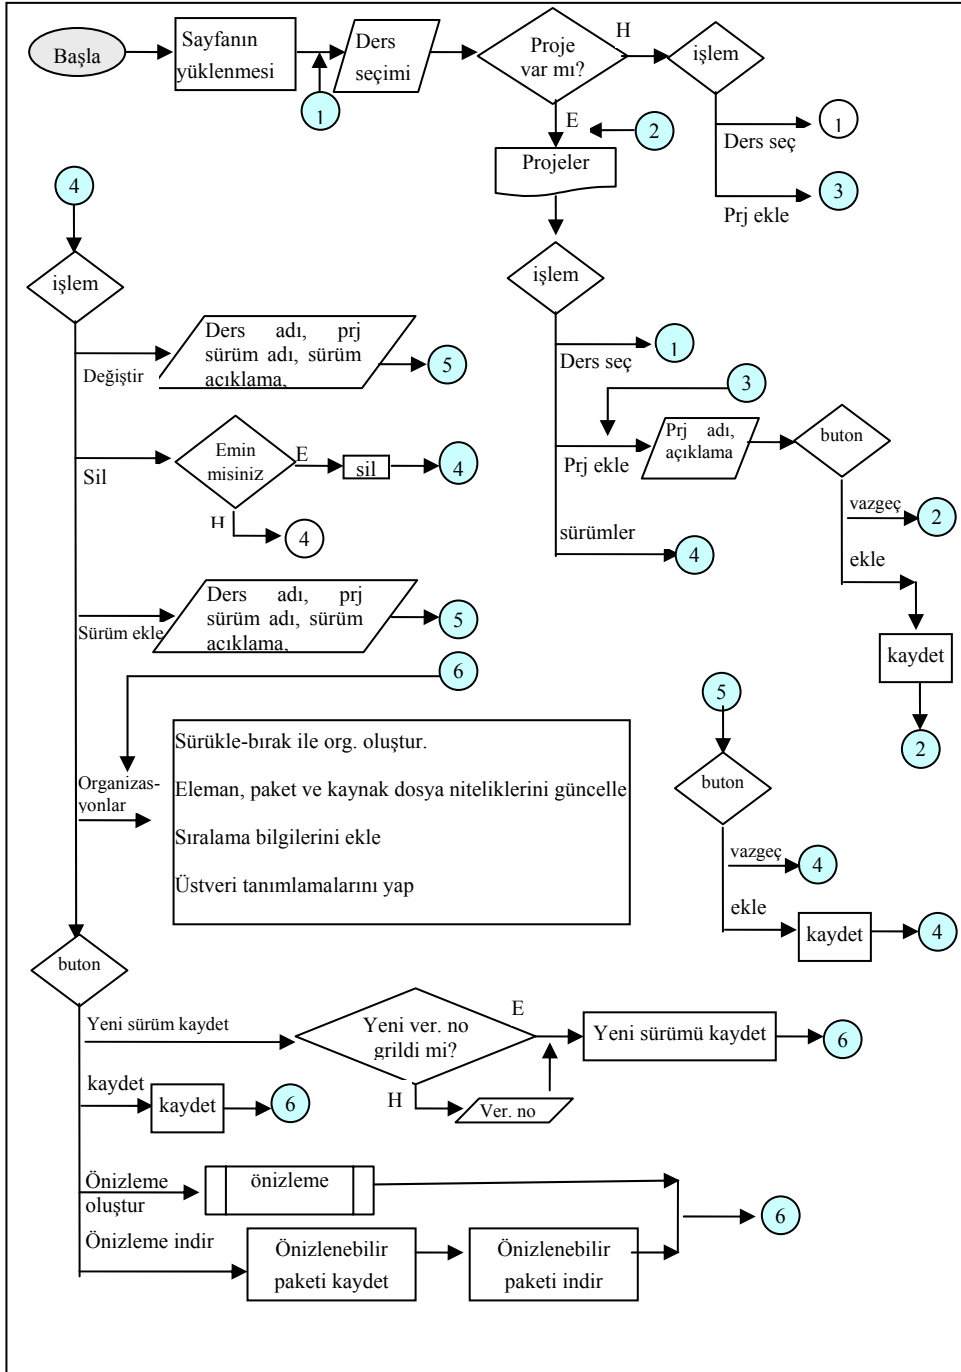 Başla
Sayfanın
yüklenmesi
1
Ders
seçimi
Proje
var mı?
H
E
işlem
1
Ders seç
3
Prj ekle
2
Projeler
işlem
1
Ders seç
3
Prj ekle
Prj adı,
açıklama
buton
vazgeç
2
ekle
kaydet
2
sürümler
4
4
işlem
Değiştir
Ders adı, prj
sürüm adı, sürüm
açıklama,
5
Sil
Emin
misiniz
E
sil
4
H
4
Sürüm ekle
Ders adı, prj
sürüm adı, sürüm
açıklama,
5
6
Organizas-
yonlar
Sürükle-bırak ile org. oluştur.
Eleman, paket ve kaynak dosya niteliklerini güncelle
Sıralama bilgilerini ekle
Üstveri tanımlamalarını yap
5
buton
vazgeç
4
ekle
kaydet
4
buton
Yeni sürüm kaydet
Yeni ver. no
grildi mi?
E
Yeni sürümü kaydet
6
H
Ver. no
kaydet
kaydet
6
Önizleme
oluştur
önizleme
6
Önizleme indir
Önizlenebilir
paketi kaydet
Önizlenebilir
paketi indir